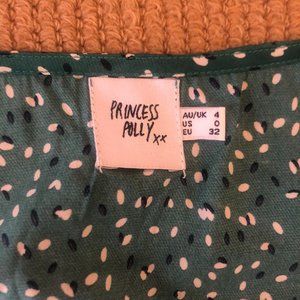 PRINCESS
POLLY xx
AU/UK 4
US 0
EU 32